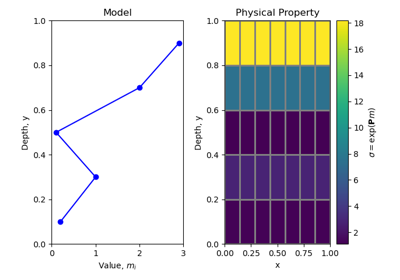 Model
Physical Property
1.0
0.8
0.6
0.4
0.2
0.0
Depth, y
0 1 2 3
Value, $m_i$
1.0
0.8
0.6
0.4
0.2
0.0
Depth, y
0.00 0.25 0.50 0.75 1.00
x
18
16
14
12
10
8
6
4
2
σ = exp(Pm)